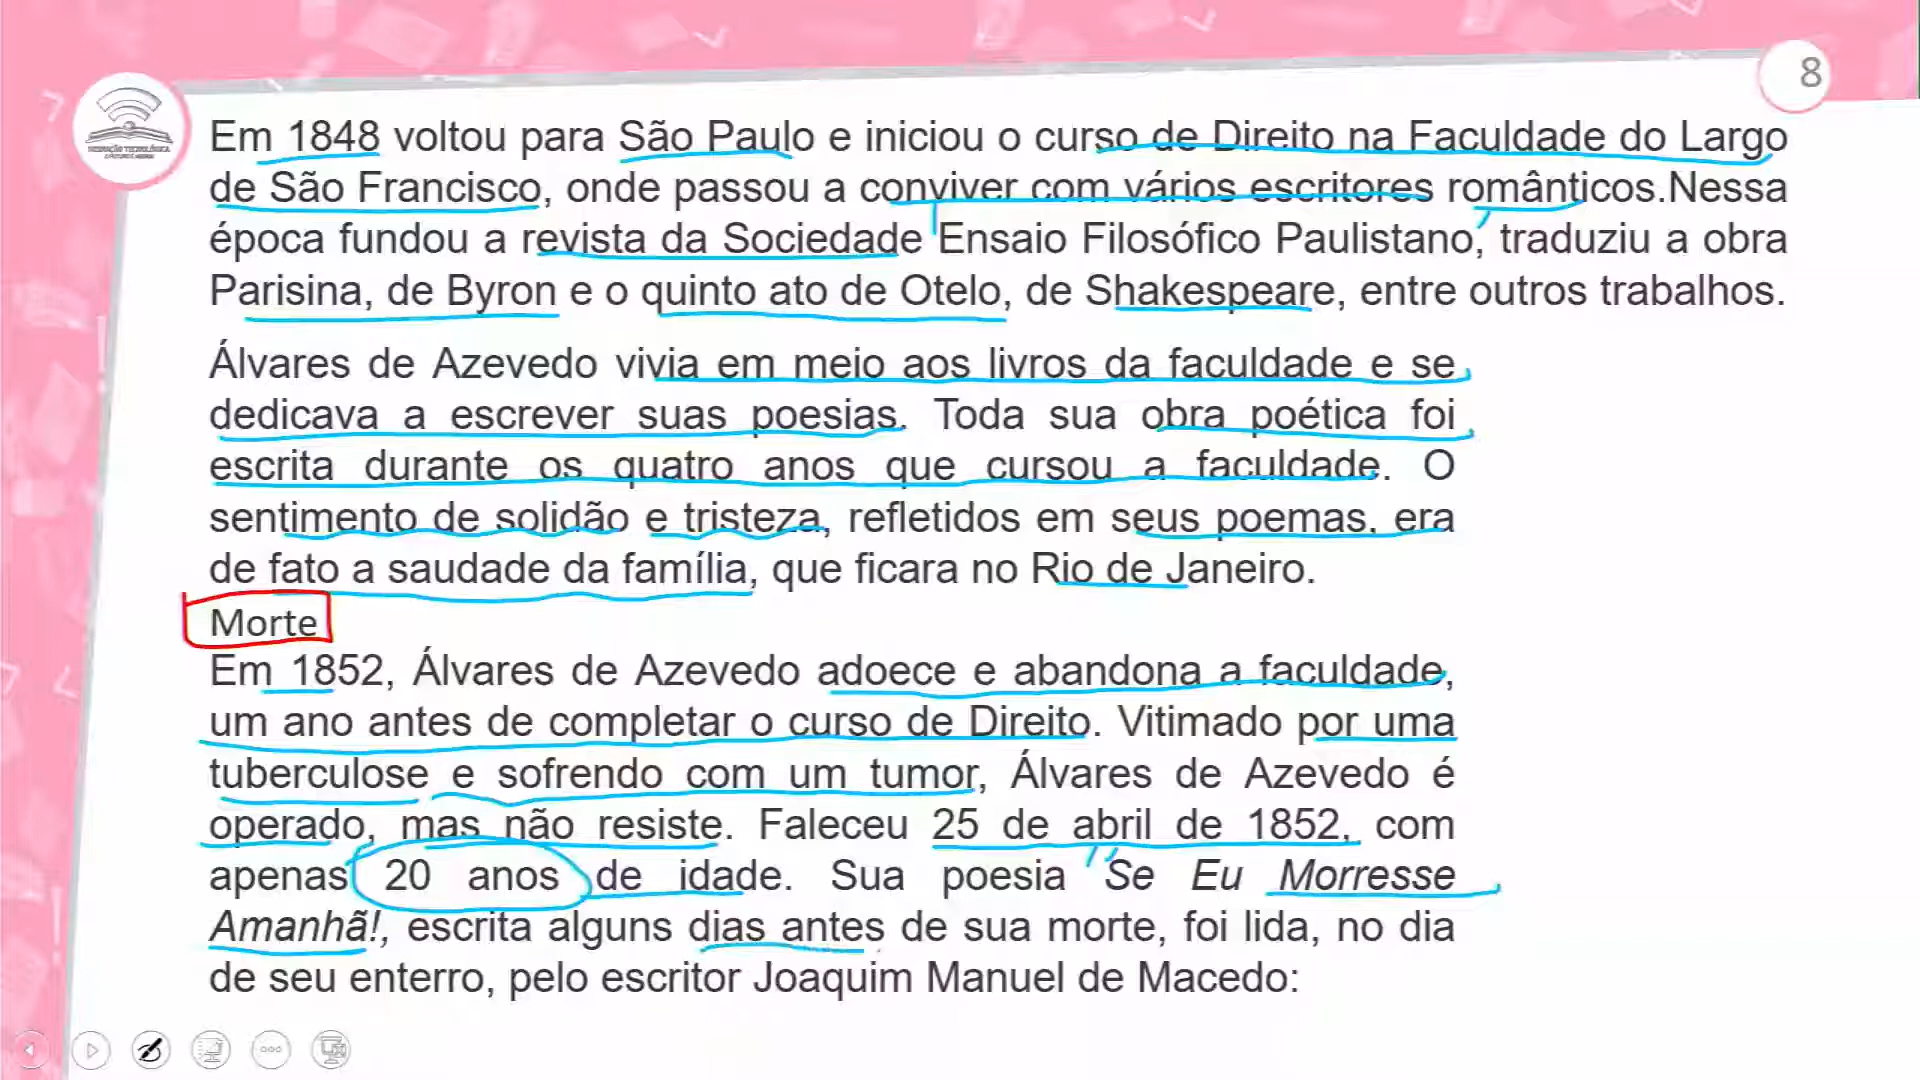 8
Em 1848 voltou para São Paulo e iniciou o curso de Direito na Faculdade do Largo
de São Francisco, onde passou a conviver com vários escritores românticos.Nessa
época fundou a revista da Sociedade Ensaio Filosófico Paulistano, traduziu a obra
Parisina, de Byron e o quinto ato de Otelo, de Shakespeare, entre outros trabalhos.
Álvares de Azevedo vivia em meio aos livros da faculdade e se
dedicava a escrever suas poesias. Toda sua obra poética foi
escrita durante os quatro anos que cursou a faculdade. O
sentimento de solidão e tristeza, refletidos em seus poemas, era
de fato a saudade da família, que ficara no Rio de Janeiro.
Morte
Em 1852, Álvares de Azevedo adoece e abandona a faculdade,
um ano antes de completar o curso de Direito. Vitimado por uma
tuberculose e sofrendo com um tumor, Álvares de Azevedo é
operado, mas não resiste. Faleceu 25 de abril de 1852, com
apenas 20 anos de idade. Sua poesia Se Eu Morresse
Amanhã!, escrita alguns dias antes de sua morte, foi lida, no dia
de seu enterro, pelo escritor Joaquim Manuel de Macedo: